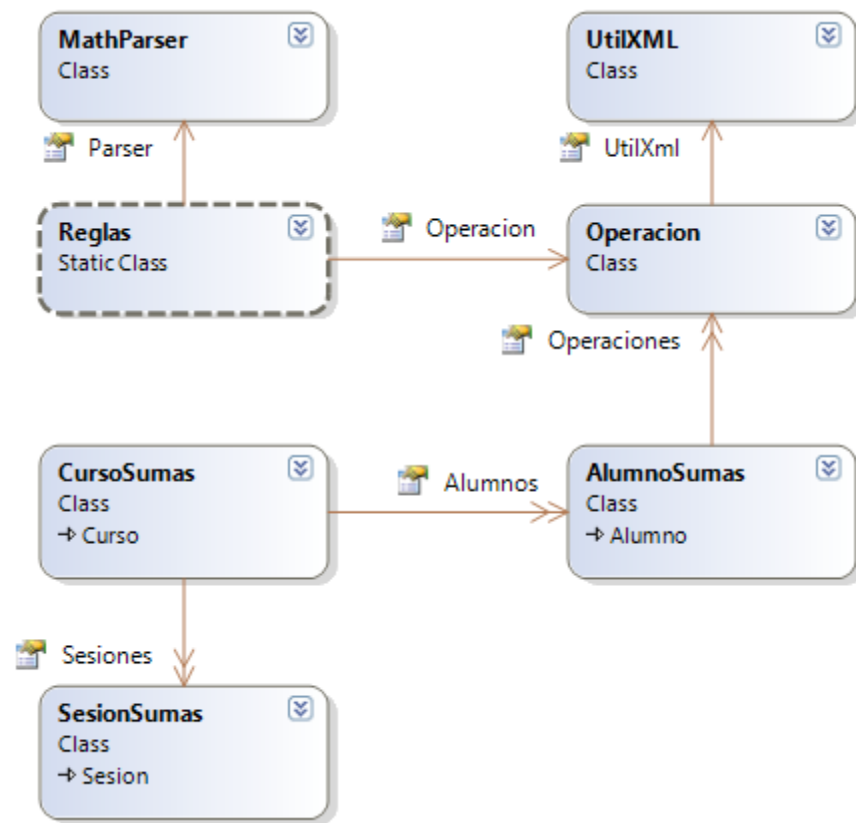 MathParser
Class
UtilXML
Class
Parser
UtilXml
Reglas
Static Class
Operacion
Operacion
Class
Operaciones
CursoSumas
Class
Curso
Alumnos
AlumnoSumas
Class
Alumno
Sesiones
SesionSumas
Class
Sesion